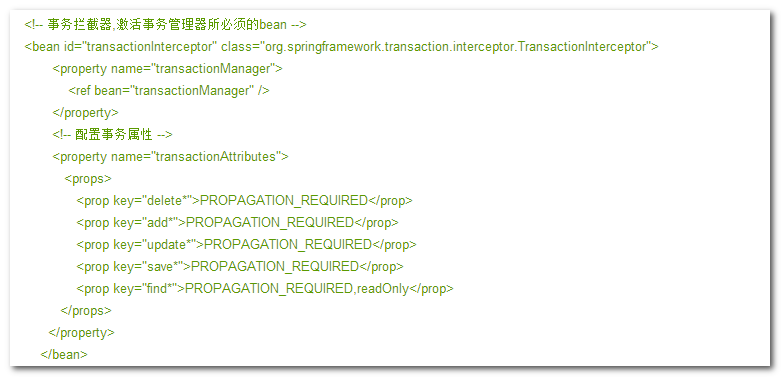 <!-- 事务拦截器,激活事务管理器所必须的bean -->
<bean id="transactionInterceptor" class="org.springframework.transaction.interceptor.TransactionInterceptor">
<property name="transactionManager">
<ref bean="transactionManager" />
</property>
<!-- 配置事务属性 -->
<property name="transactionAttributes">
<props>
<prop key="delete*">PROPAGATION_REQUIRED</prop>
<prop key="add*">PROPAGATION_REQUIRED</prop>
<prop key="update*">PROPAGATION_REQUIRED</prop>
<prop key="save*">PROPAGATION_REQUIRED</prop>
<prop key="find*">PROPAGATION_REQUIRED,readOnly</prop>
</props>
</property>
</bean>